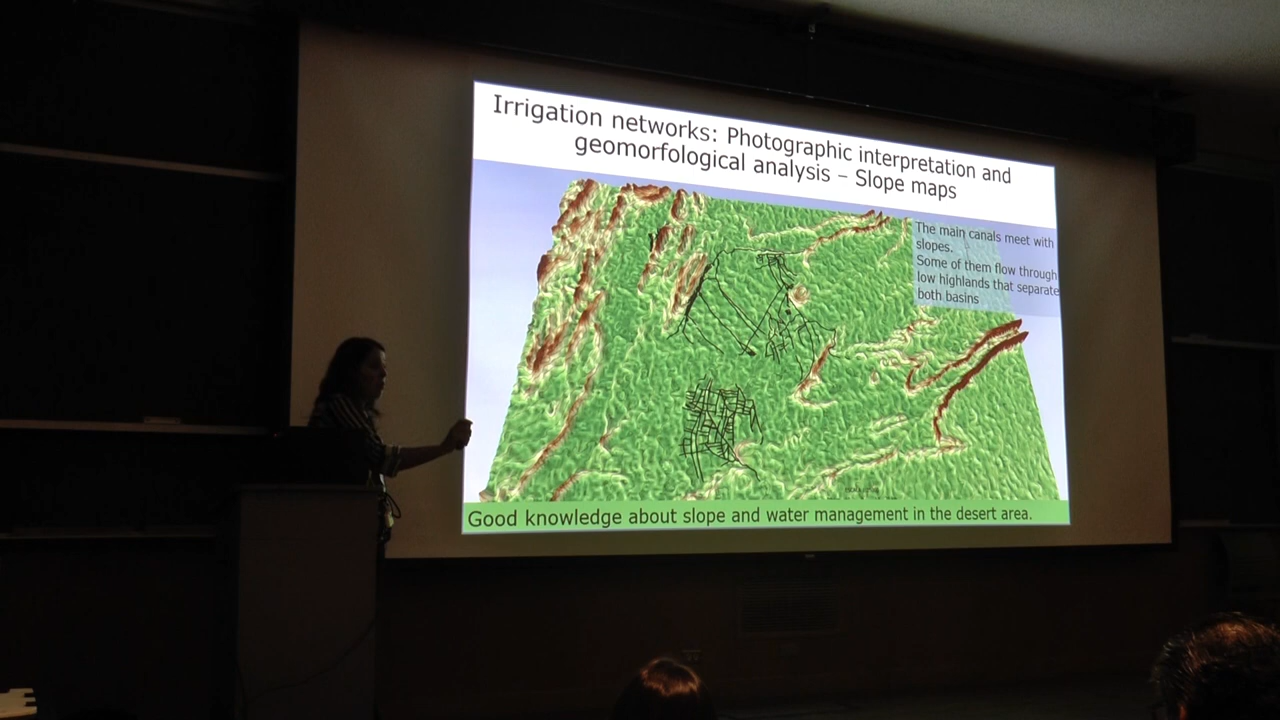 Irrigation networks: Photographic interpretation and
geomorfological analysis – Slope maps
The main canals meet with
slopes.
Some of them flow through
low highlands that separate
both basins
Good knowledge about slope and water management in the desert area.